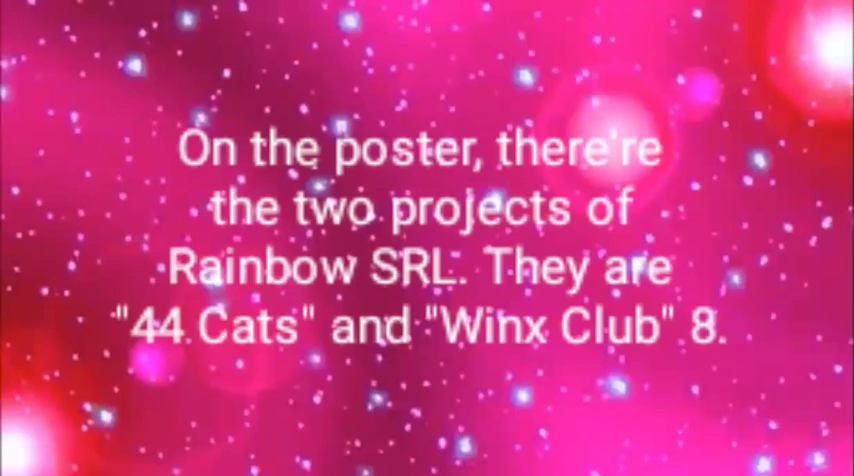 On the poster, there're
the two projects of
Rainbow SRL. They are
"44 Cats" and "Winx Club" 8.